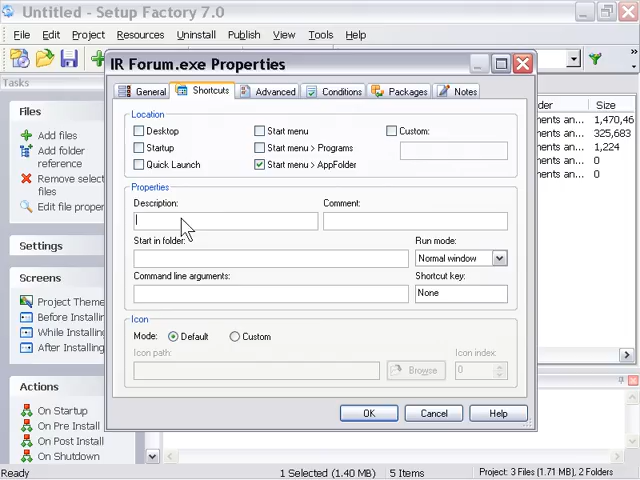 Untitled - Setup Factory 7.0
File Edit Project Resources Uninstall Publish View Tools Help
Tasks
Files
Add files
Add folder reference
Remove select files
Edit file proper
Settings
Screens
Project Theme
Before Installing
While Installing
After Installing
Actions
On Startup
On Pre Install
On Post Install
On Shutdown
IR Forum.exe Properties
General Shortcuts Advanced Conditions Packages Notes
Location
Desktop Start menu Custom:
Startup Start menu > Programs
Quick Launch Start menu > AppFolder
Properties
Description: Comment:
Start in folder: Run mode:
Normal window
Command line arguments: Shortcut key:
None
Icon
Mode: Default Custom
Icon path: Icon index:
Browse 0
OK Cancel Help
der Size
ments an... 1,470,46
ments an... 325,683
ments an... 1,224
ments an... 0
ments an... 0
Ready 1 Selected (1.40 MB) 5 Items Project: 3 Files (1.71 MB), 2 Folders